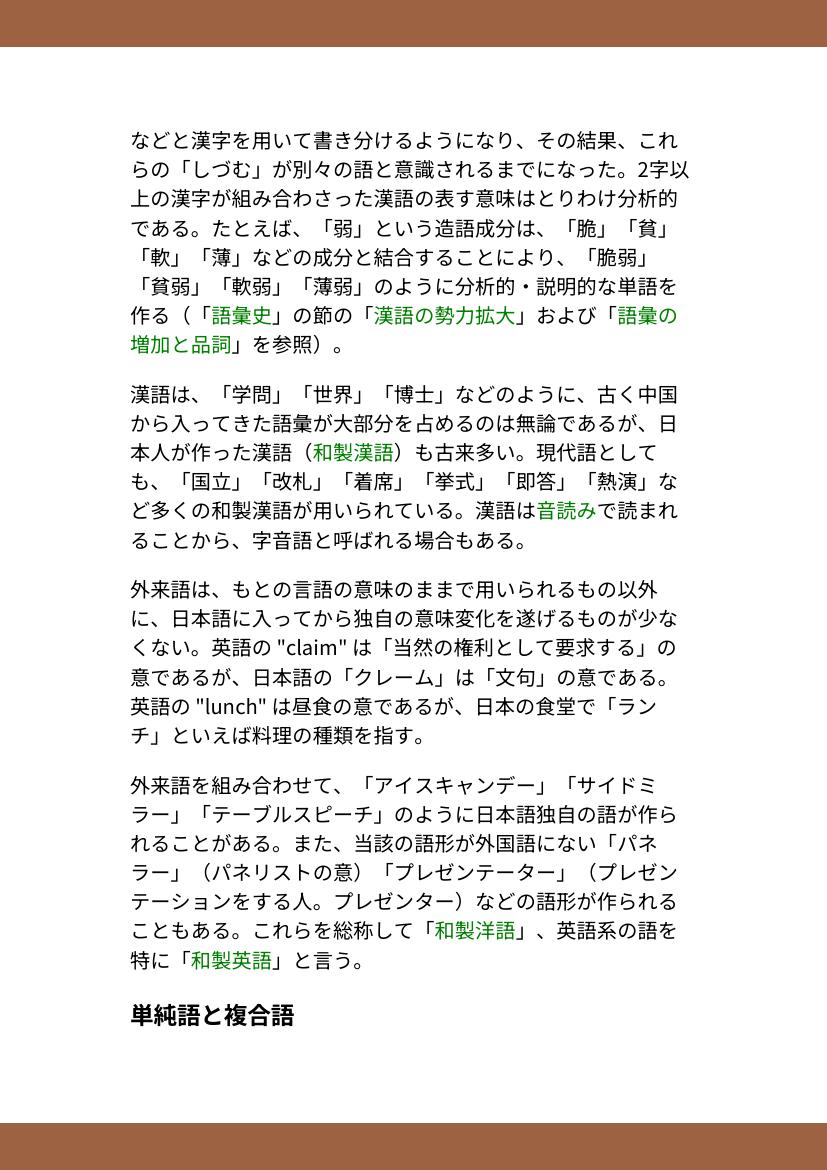 などと漢字を用いて書き分けるようになり、その結果、これ
らの「しづむ」が別々の語と意識されるまでになった。2字以
上の漢字が組み合わさった漢語の表す意味はとりわけ分析的
である。たとえば、「弱」という造語成分は、「脆」「貧」
「軟」「薄」などの成分と結合することにより、「脆弱」
「貧弱」「軟弱」「薄弱」のように分析的・説明的な単語を
作る（「語彙史」の節の「漢語の勢力拡大」および「語彙の
増加と品詞」を参照）。
漢語は、「学問」「世界」「博士」などのように、古く中国
から入ってきた語彙が大部分を占めるのは無論であるが、日
本人が作った漢語（和製漢語）も古来多い。現代語として
も、「国立」「改札」「着席」「挙式」「即答」「熱演」な
ど多くの和製漢語が用いられている。漢語は音読みで読まれ
ることから、字音語と呼ばれる場合もある。
外来語は、もとの言語の意味のままで用いられるもの以外
に、日本語に入ってから独自の意味変化を遂げるものが少な
くない。英語の "claim" は「当然の権利として要求する」の
意であるが、日本語の「クレーム」は「文句」の意である。
英語の "lunch" は昼食の意であるが、日本の食堂で「ラン
チ」といえば料理の種類を指す。
外来語を組み合わせて、「アイスキャンデー」「サイドミ
ラー」「テーブルスピーチ」のように日本語独自の語が作ら
れることがある。また、当該の語形が外国語にない「パネ
ラー」（パネリストの意）「プレゼンテーター」（プレゼン
テーションをする人。プレゼンター）などの語形が作られる
こともある。これらを総称して「和製洋語」、英語系の語を
特に「和製英語」と言う。
単純語と複合語